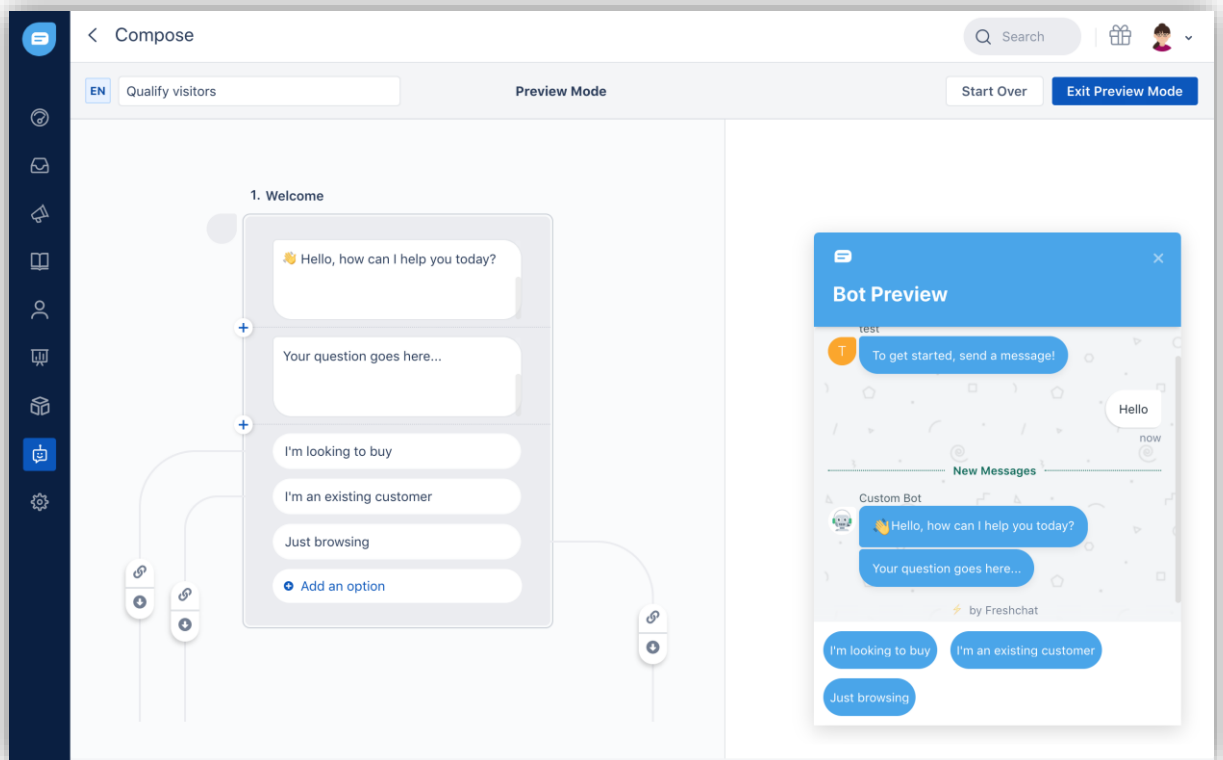 Compose
Search
EN
Qualify visitors
Preview Mode
Start Over
Exit Preview Mode
1. Welcome
👋 Hello, how can I help you today?
Your question goes here...
I'm looking to buy
I'm an existing customer
Just browsing
Add an option
Bot Preview
test
T
To get started, send a message!
Hello
now
New Messages
Custom Bot
👋Hello, how can I help you today?
Your question goes here...
⚡ by Freshchat
I'm looking to buy
I'm an existing customer
Just browsing